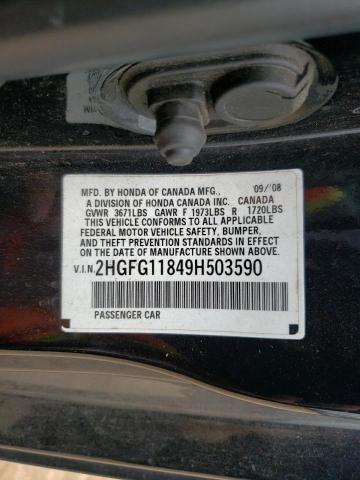 MFD. BY HONDA OF CANADA MFG., '09/'08
A DIVISION OF HONDA CANADA INC. CANADA
GVWR 3671LBS GAWR F 1973LBS R 1720LBS
THIS VEHICLE CONFORMS TO ALL APPLICABLE
FEDERAL MOTOR VEHICLE SAFETY, BUMPER,
AND THEFT PREVENTION STANDARDS IN EFFECT
ON THE DATE OF MANUFACTURE SHOWN ABOVE.
V.I.N. 2HGFG11849H503590
PASSENGER CAR